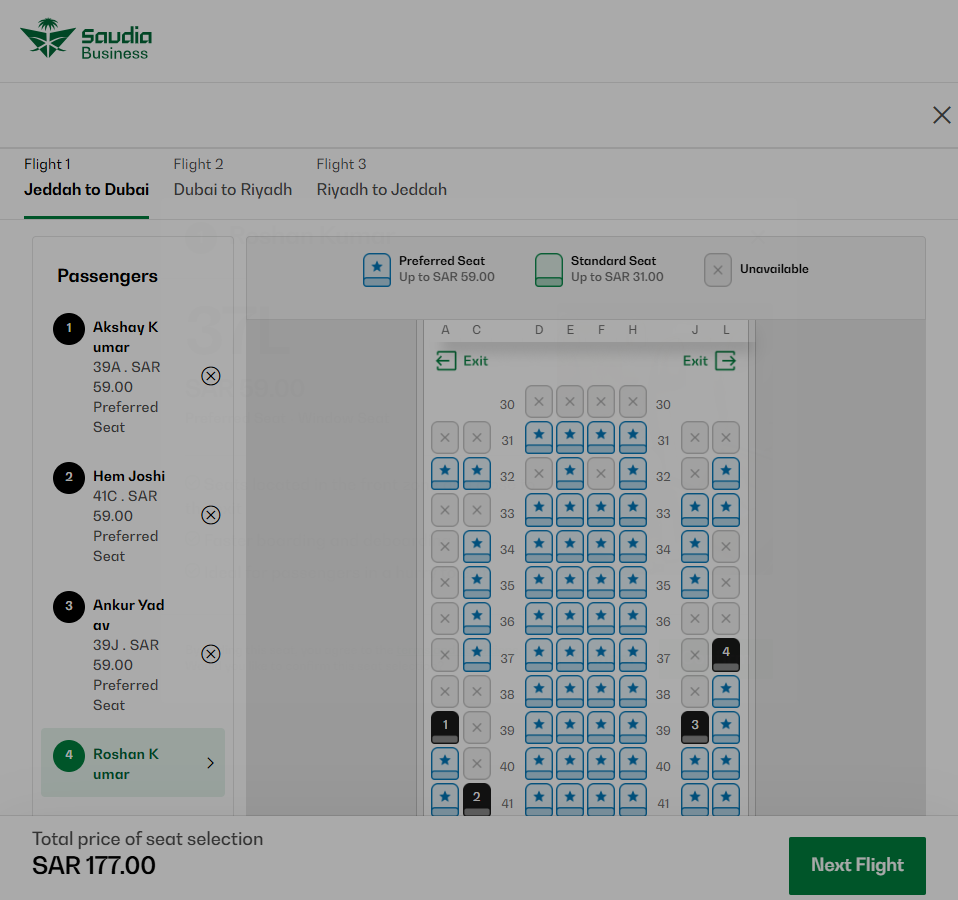 Saudia
Business
Flight 1
Jeddah to Dubai
Flight 2
Dubai to Riyadh
Flight 3
Riyadh to Jeddah
Passengers
1
Akshay K
umar
39A . SAR
59.00
Preferred
Seat
2
Hem Joshi
41C . SAR
59.00
Preferred
Seat
3
Ankur Yad
av
39J . SAR
59.00
Preferred
Seat
4
Roshan K
umar
Preferred Seat
Up to SAR 59.00
Standard Seat
Up to SAR 31.00
Unavailable
A C D E F H J L
Exit Exit
30 30
31 31
32 32
33 33
34 34
35 35
36 36
37 37 4
38 38
1 39 39 3
40 40
2 41 41
Total price of seat selection
SAR 177.00
Next Flight